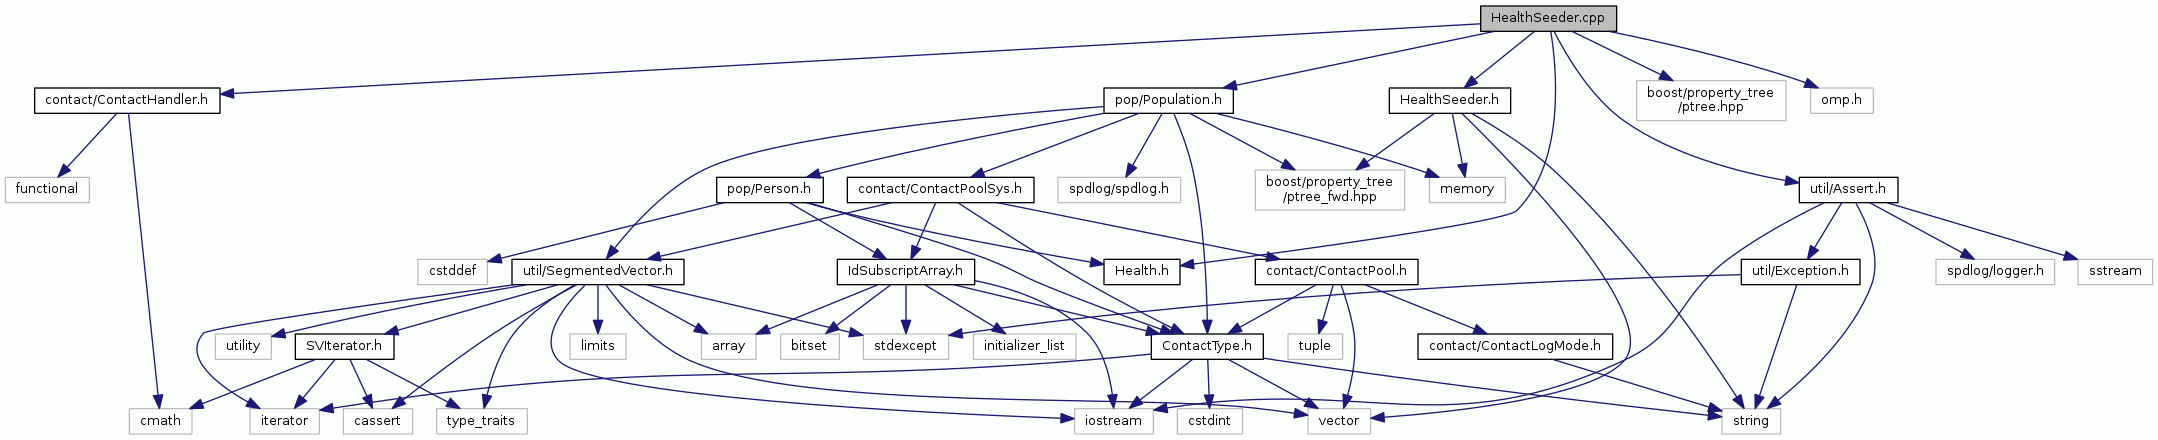 HealthSeeder.cpp
contact/ContactHandler.h
pop/Population.h
HealthSeeder.h
boost/property_tree
/ptree.hpp
omp.h
functional
pop/Person.h
contact/ContactPoolSys.h
spdlog/spdlog.h
boost/property_tree
/ptree_fwd.hpp
memory
util/Assert.h
cstddef
util/SegmentedVector.h
IdSubscriptArray.h
Health.h
contact/ContactPool.h
util/Exception.h
spdlog/logger.h
sstream
utility
SVIterator.h
limits
array
bitset
stdexcept
initializer_list
ContactType.h
tuple
contact/ContactLogMode.h
cmath
iterator
cassert
type_traits
iostream
cstdint
vector
string